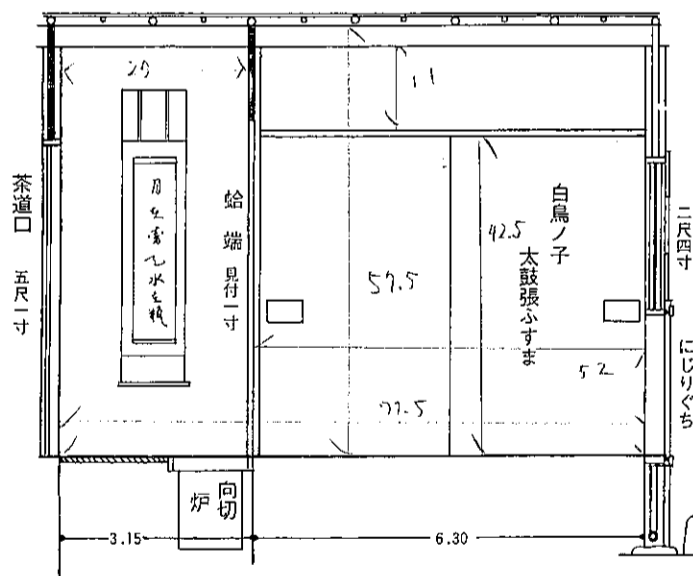 茶道口 五尺一寸
11
蛤端 見付一寸
白鳥ノ子
太鼓張ふすま
42.5
57.5
52
77.5
二尺四寸
にじりぐち
向切
炉
3.15
6.30